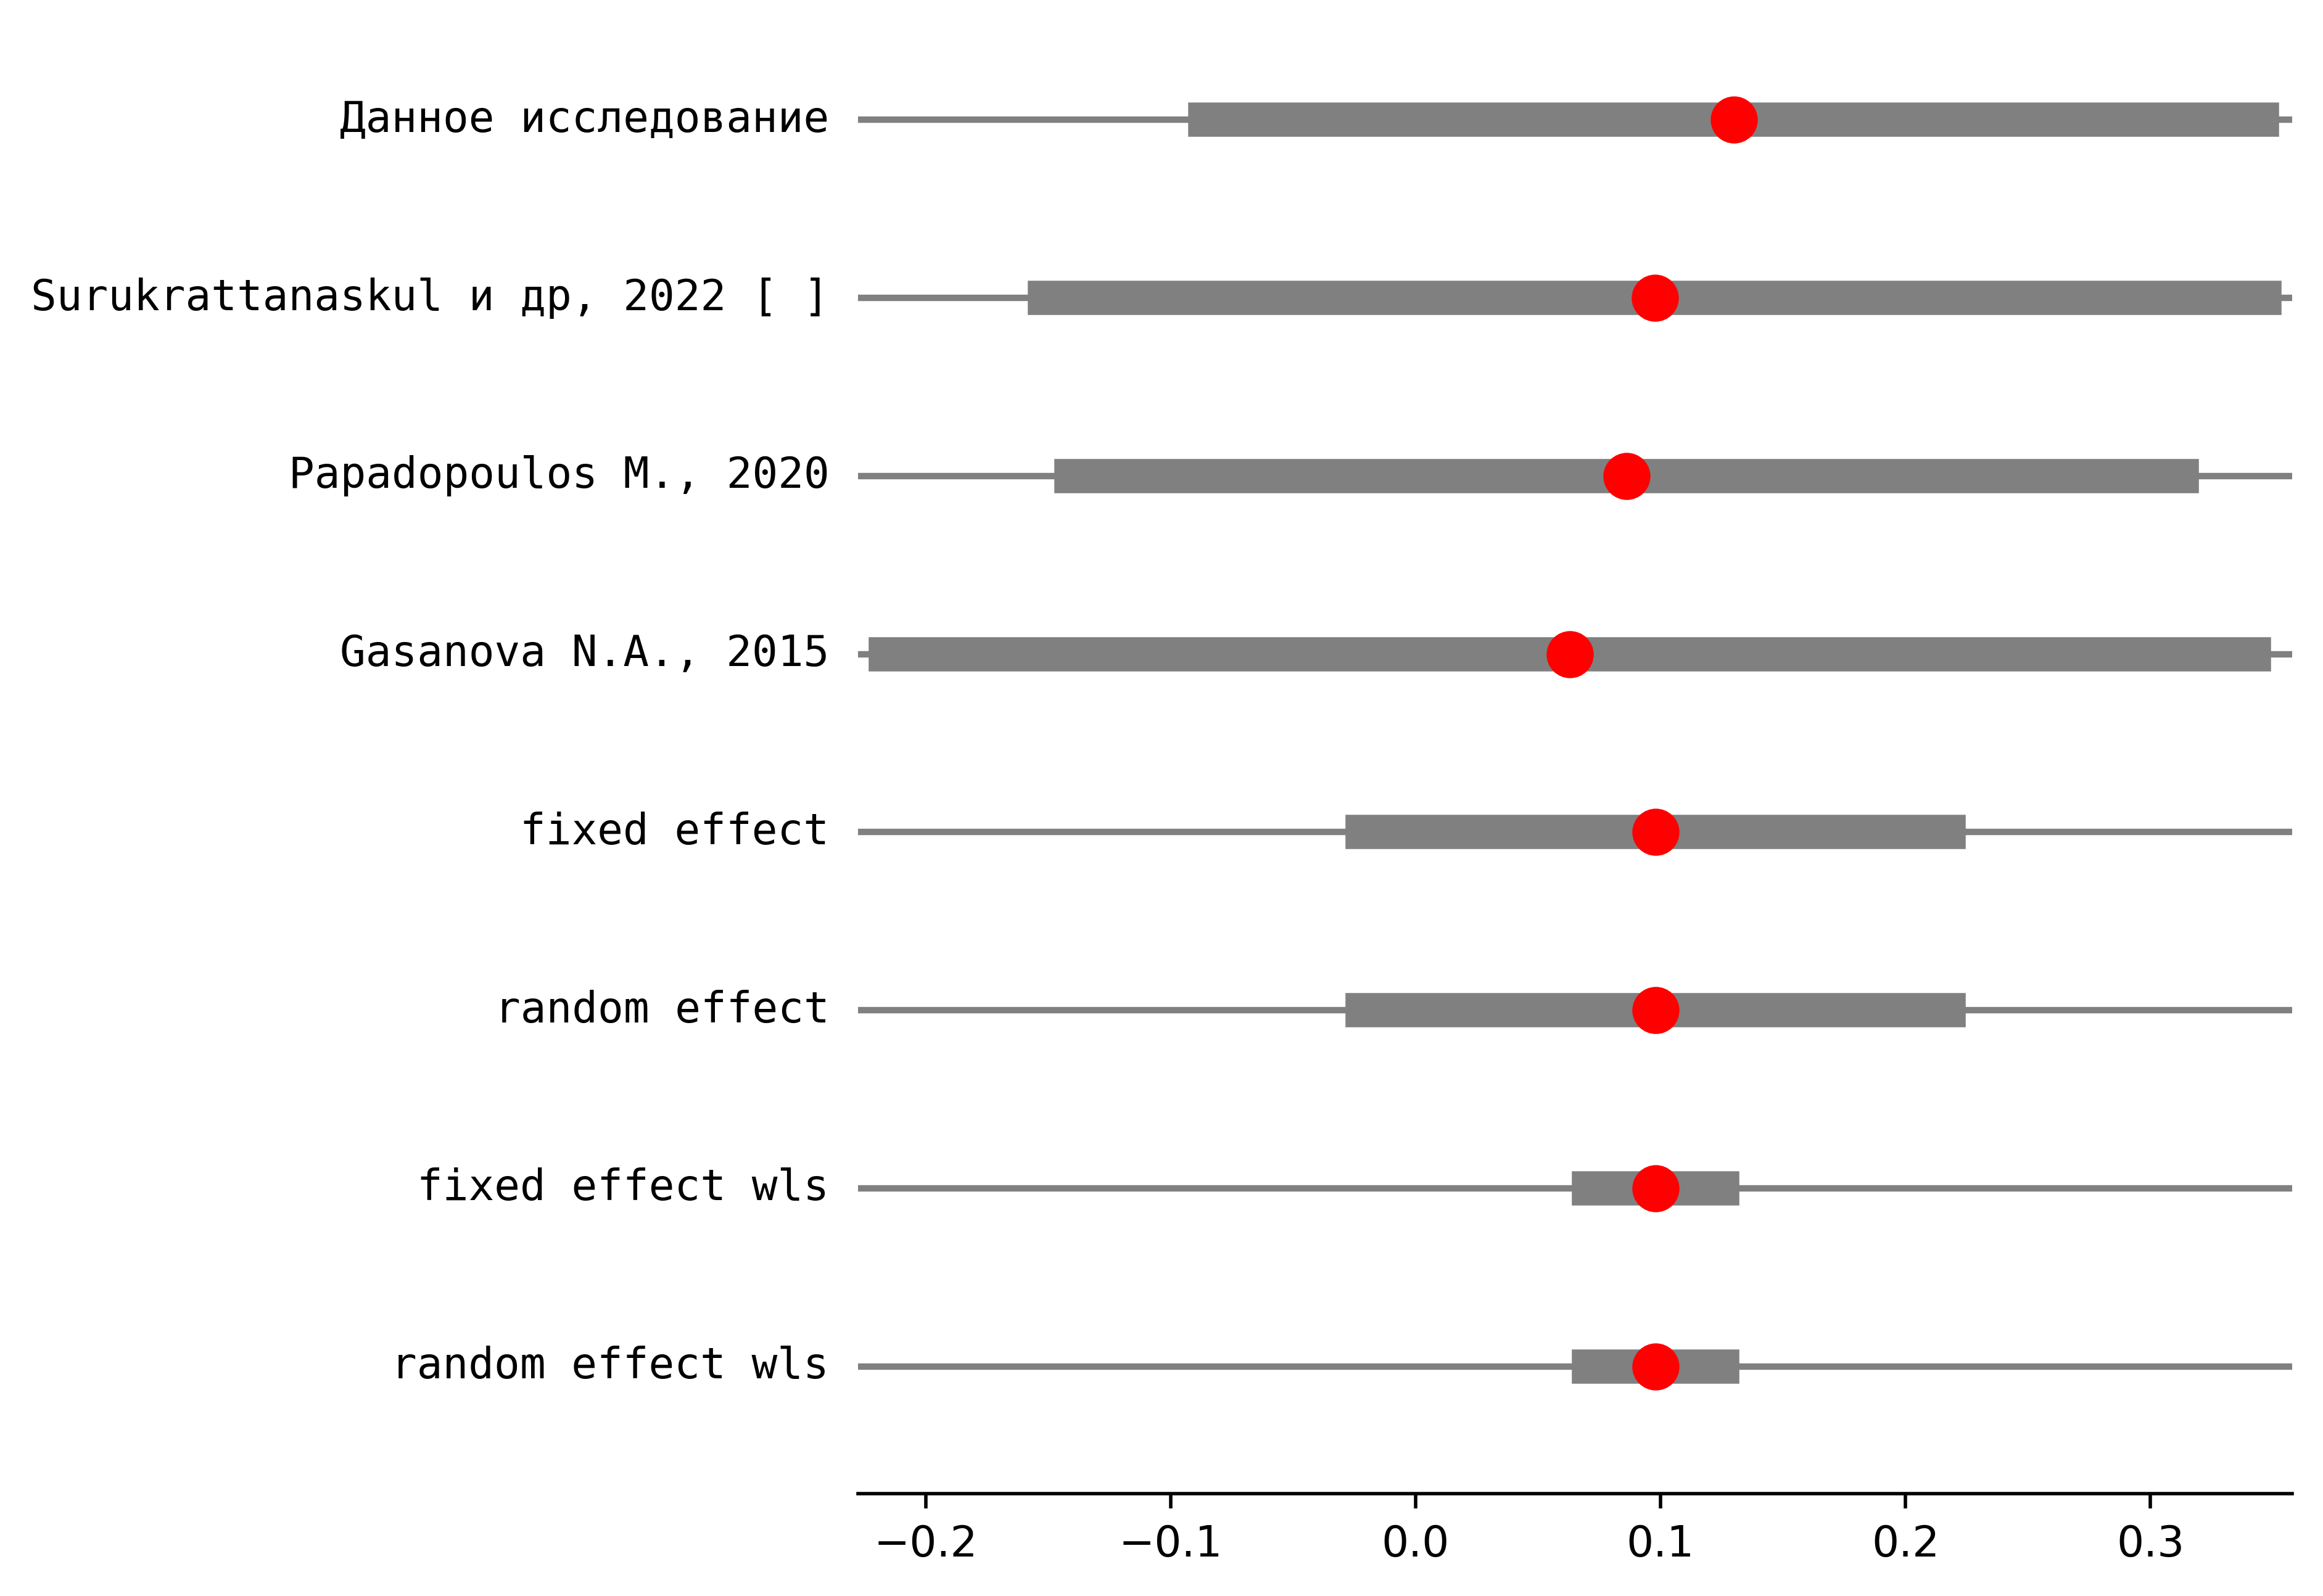 Данное исследование
Surukrattanaskul и др, 2022 [ ]
Papadopoulos M., 2020
Gasanova N.A., 2015
fixed effect
random effect
fixed effect wls
random effect wls
−0.2 −0.1 0.0 0.1 0.2 0.3